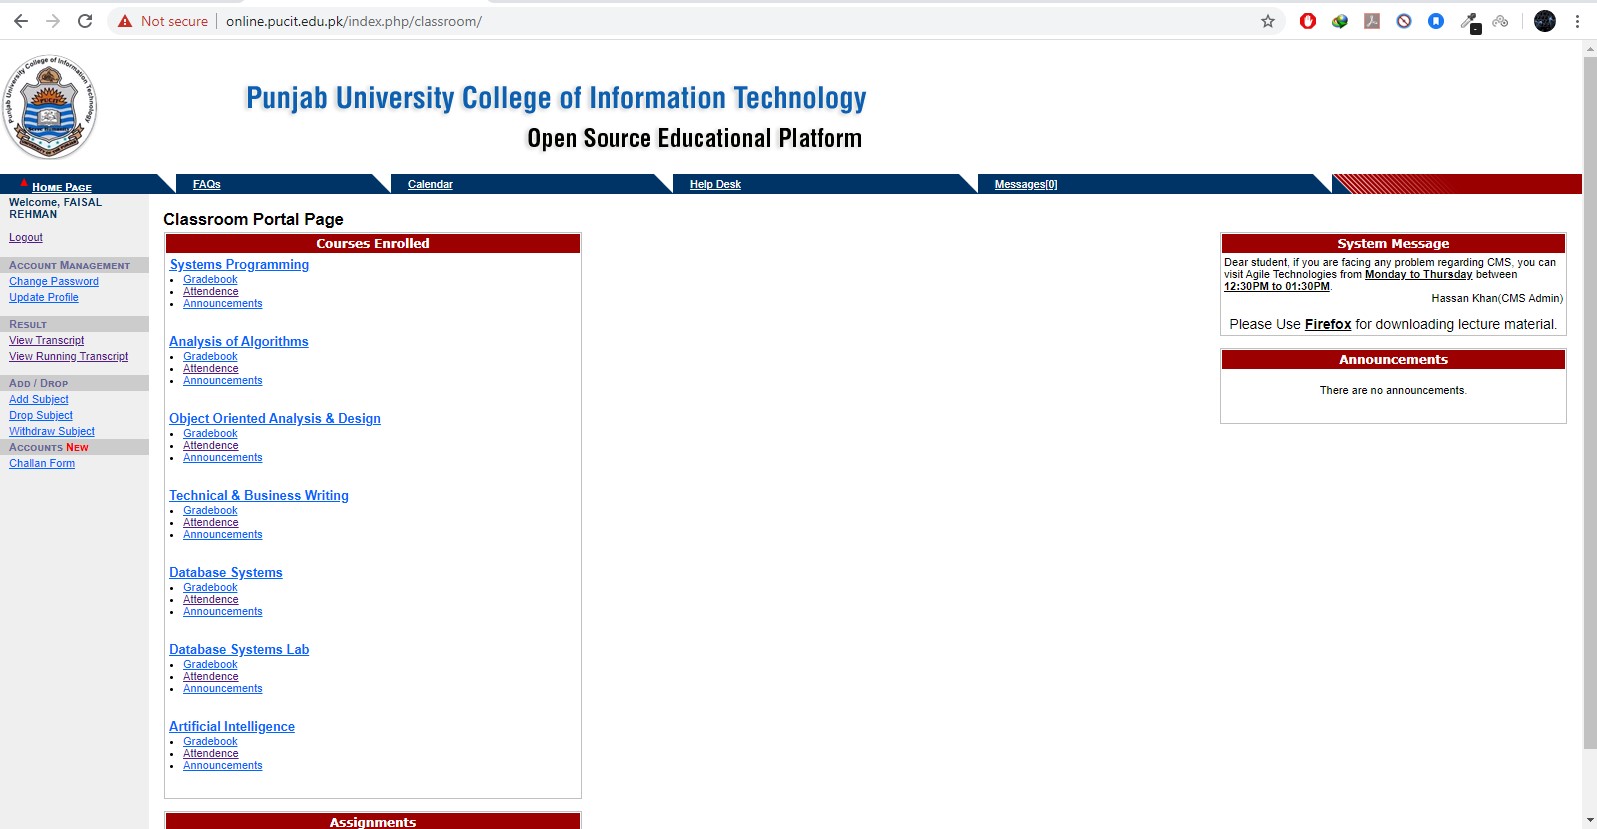 Not secure | online.pucit.edu.pk/index.php/classroom/
Punjab University College of Information Technology
PUCIT
Punjab University College of Information Technology
Open Source Educational Platform
HOME PAGE
FAQs
Calendar
Help Desk
Messages[0]
Welcome, FAISAL
REHMAN
Logout
ACCOUNT MANAGEMENT
Change Password
Update Profile
RESULT
View Transcript
View Running Transcript
ADD / DROP
Add Subject
Drop Subject
Withdraw Subject
ACCOUNTS NEW
Challan Form
Classroom Portal Page
Courses Enrolled
Systems Programming
Gradebook
Attendence
Announcements
Analysis of Algorithms
Gradebook
Attendence
Announcements
Object Oriented Analysis & Design
Gradebook
Attendence
Announcements
Technical & Business Writing
Gradebook
Attendence
Announcements
Database Systems
Gradebook
Attendence
Announcements
Database Systems Lab
Gradebook
Attendence
Announcements
Artificial Intelligence
Gradebook
Attendence
Announcements
Assignments
System Message
Dear student, if you are facing any problem regarding CMS, you can
visit Agile Technologies from Monday to Thursday between
12:30PM to 01:30PM.
Hassan Khan(CMS Admin)
Please Use Firefox for downloading lecture material.
Announcements
There are no announcements.